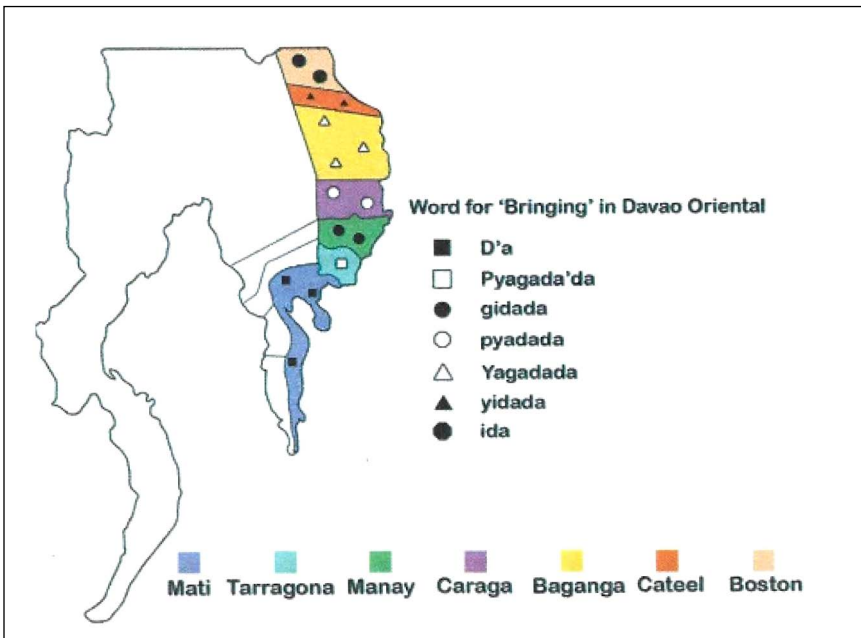 Word for 'Bringing' in Davao Oriental
D'a
Pyagada'da
gidada
pyadada
Yagadada
yidada
ida
Mati Tarragona Manay Caraga Baganga Cateel Boston